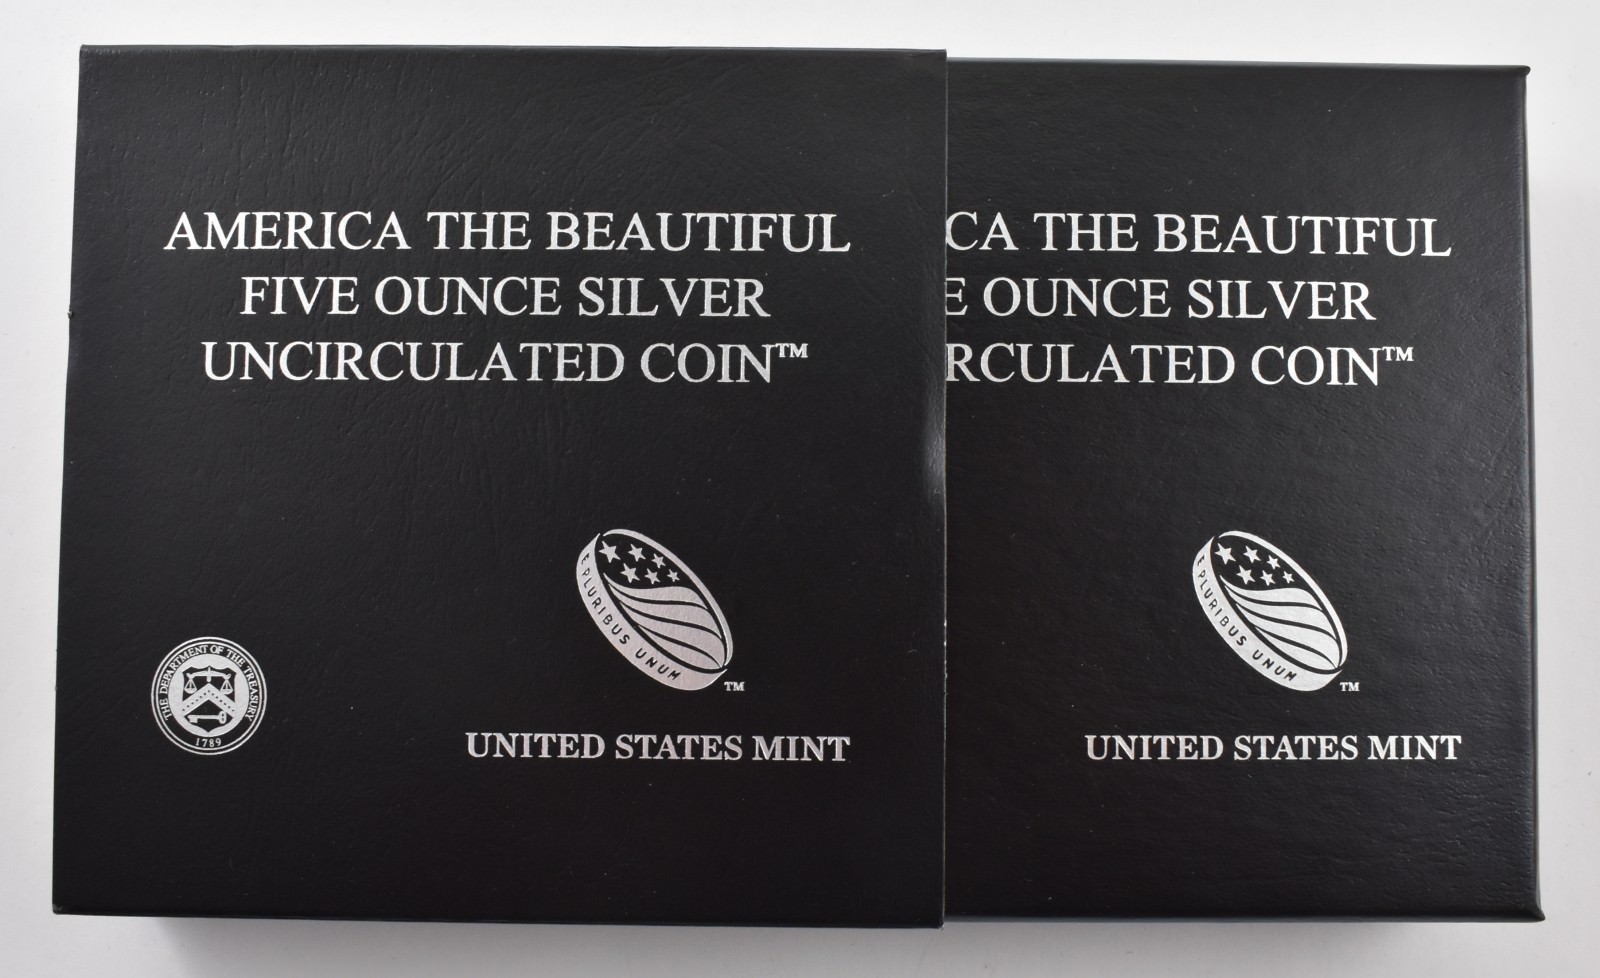 AMERICA THE BEAUTIFUL
FIVE OUNCE SILVER
UNCIRCULATED COIN™
E PLURIBUS UNUM
TM
THE DEPARTMENT OF THE TREASURY
1789
UNITED STATES MINT
CA THE BEAUTIFUL
E OUNCE SILVER
RCULATED COIN™
E PLURIBUS UNUM
TM
UNITED STATES MINT